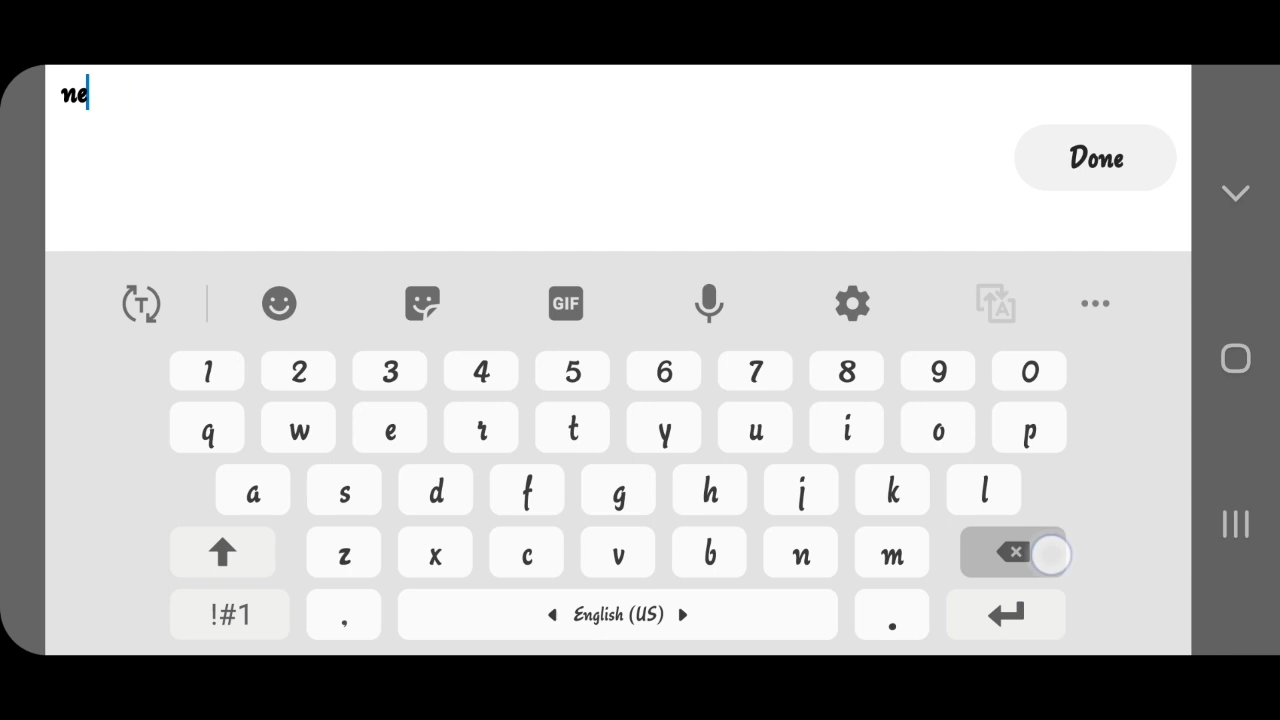 ne
Done
T
GIF
A
1 2 3 4 5 6 7 8 9 0
q w e r t y u i o p
a s d f g h j k l
z x c v b n m
!#1 , English (US) .